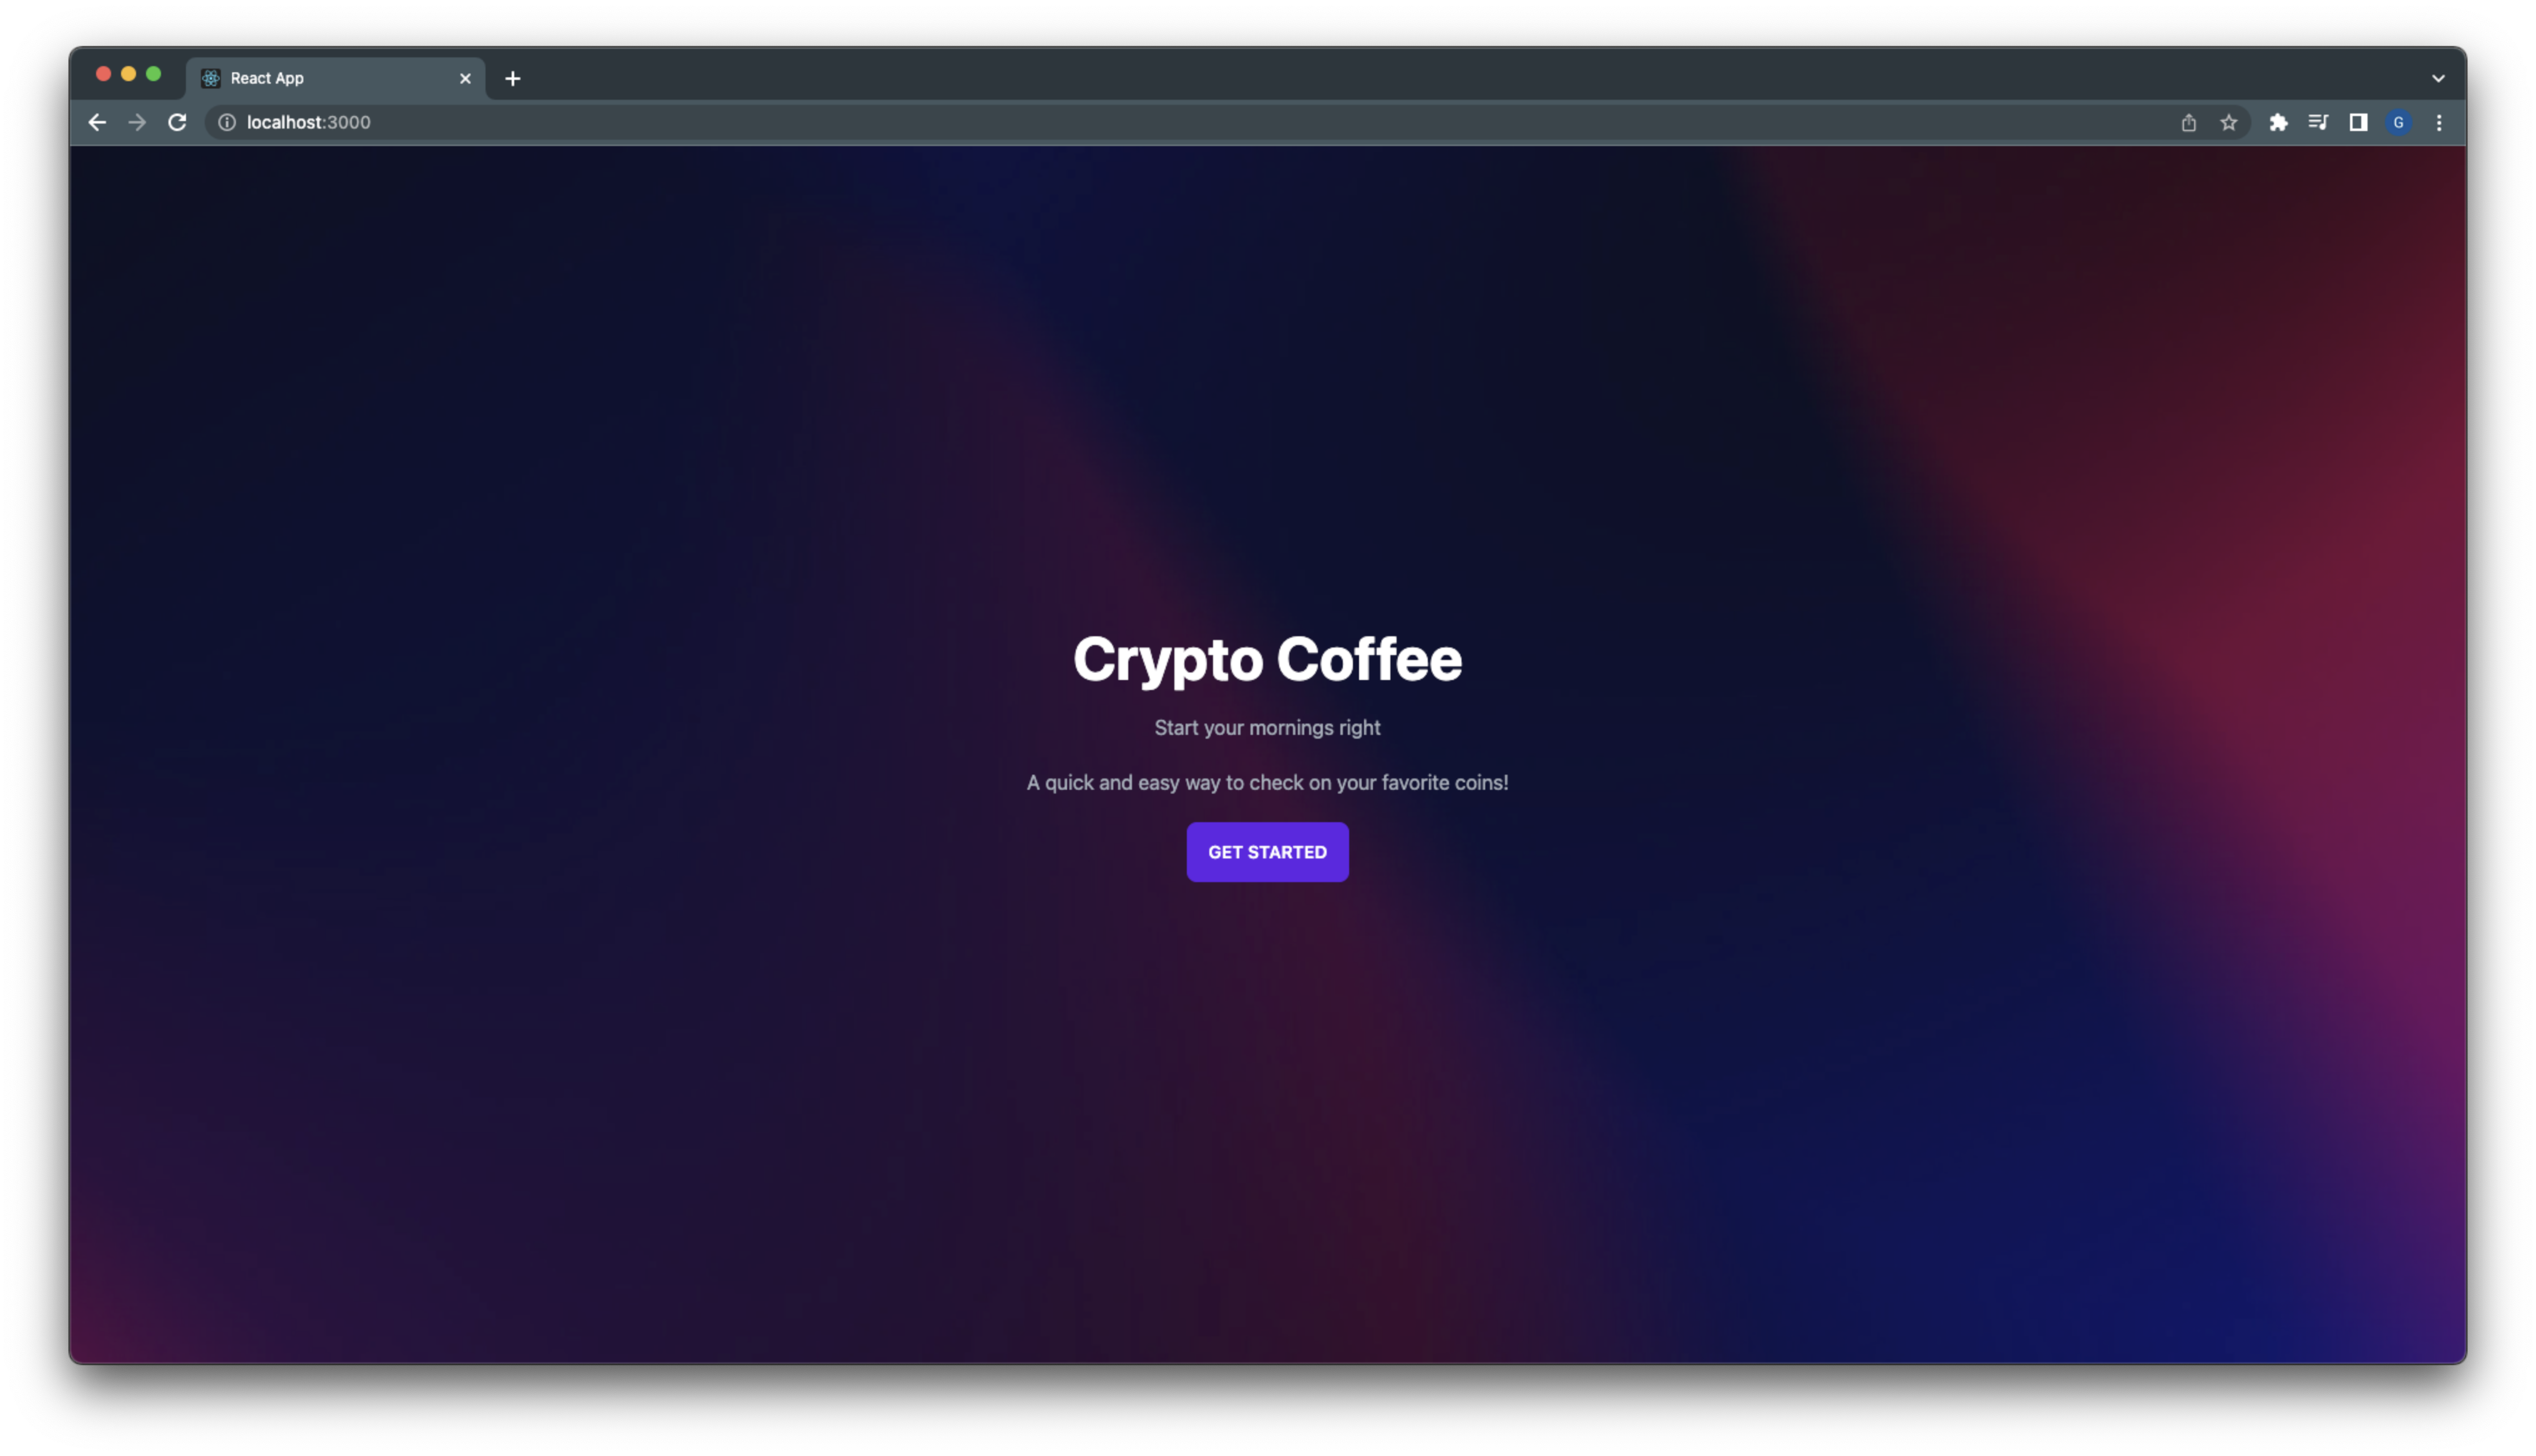 React App
localhost:3000
G
Crypto Coffee
Start your mornings right
A quick and easy way to check on your favorite coins!
GET STARTED